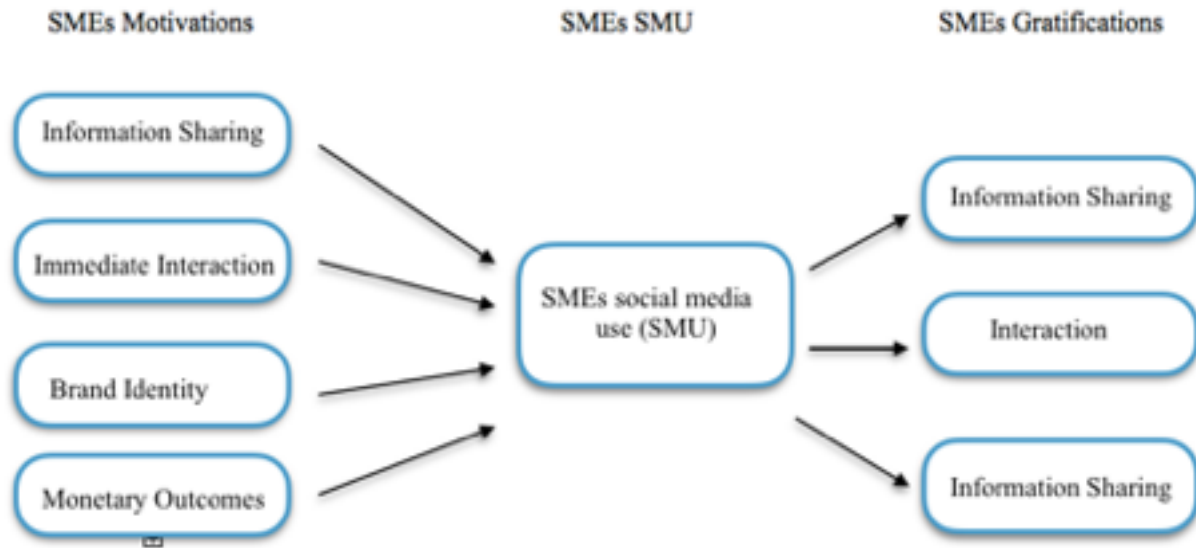 SMEs Motivations
SMEs SMU
SMEs Gratifications
Information Sharing
Immediate Interaction
Brand Identity
Monetary Outcomes
SMEs social media
use (SMU)
Information Sharing
Interaction
Information Sharing